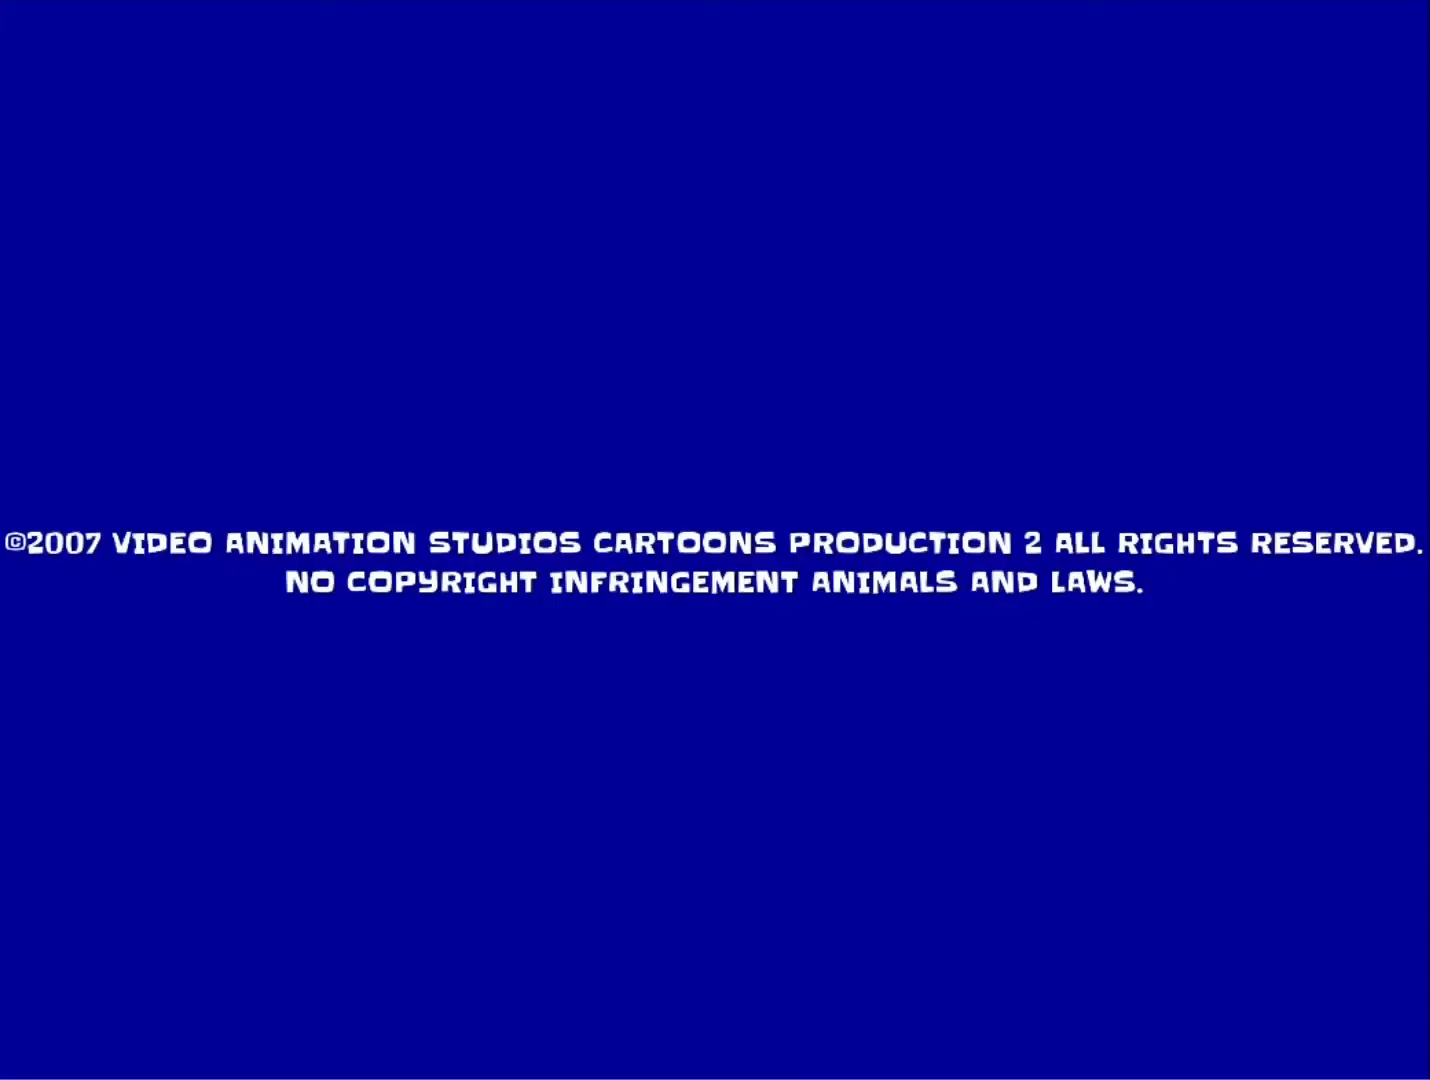 ©2007 VIDEO ANIMATION STUDIOS CARTOONS PRODUCTION 2 ALL RIGHTS RESERVED.
NO COPYRIGHT INFRINGEMENT ANIMALS AND LAWS.